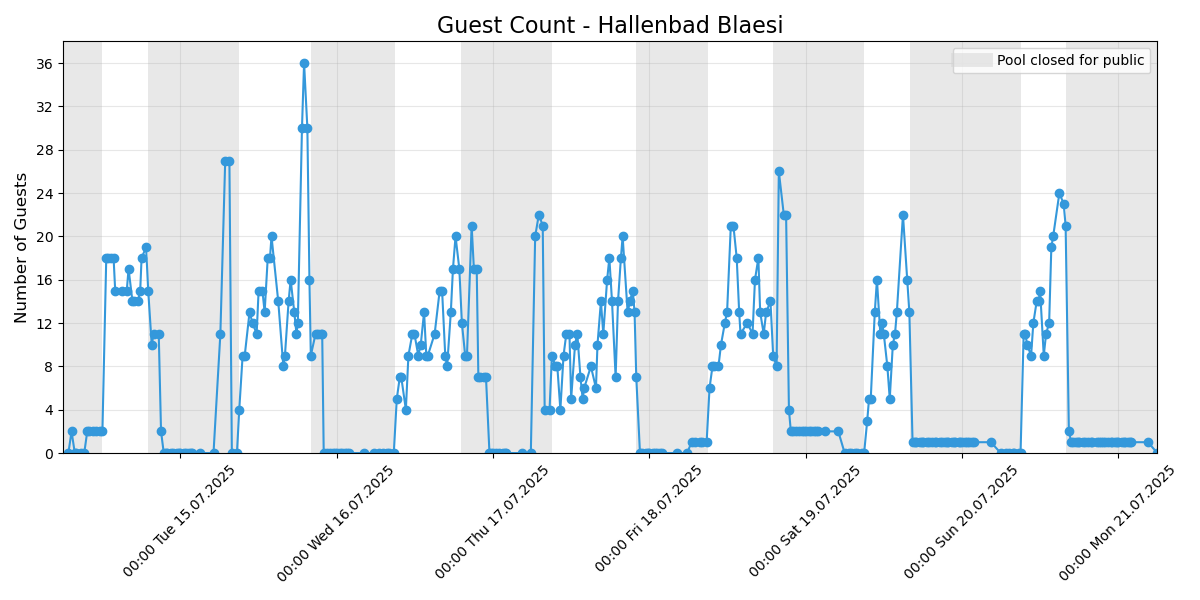 Guest Count - Hallenbad Blaesi
Pool closed for public
Number of Guests
36
32
28
24
20
16
12
8
4
0
00:00 Tue 15.07.2025
00:00 Wed 16.07.2025
00:00 Thu 17.07.2025
00:00 Fri 18.07.2025
00:00 Sat 19.07.2025
00:00 Sun 20.07.2025
00:00 Mon 21.07.2025